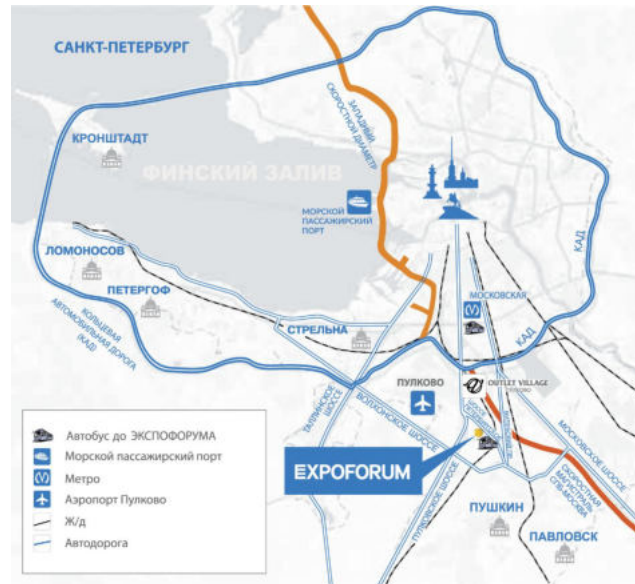 САНКТ-ПЕТЕРБУРГ
ЗАПАДНЫЙ
СКОРОСТНОЙ ДИАМЕТР
КРОНШТАДТ
ФИНСКИЙ ЗАЛИВ
МОРСКОЙ
ПАССАЖИРСКИЙ
ПОРТ
КАД
ЛОМОНОСОВ
ПЕТЕРГОФ
МОСКОВСКАЯ
КОЛЬЦЕВАЯ
АВТОМОБИЛЬНАЯ ДОРОГА
(КАД)
СТРЕЛЬНА
КАД
ПУЛКОВО
OUTLET VILLAGE
ТАЛЛИНСКОЕ ШОССЕ
ВОЛХОНСКОЕ ШОССЕ
МОСКОВСКОЕ ШОССЕ
EXPOFORUM
ПУЛКОВСКОЕ ШОССЕ
СКОРОСТНАЯ
МАГИСТРАЛЬ
СПБ-МОСКВА
ПУШКИН
ПАВЛОВСК
Автобус до ЭКСПОФОРУМА
Морской пассажирский порт
Метро
Аэропорт Пулково
Ж/д
Автодорога